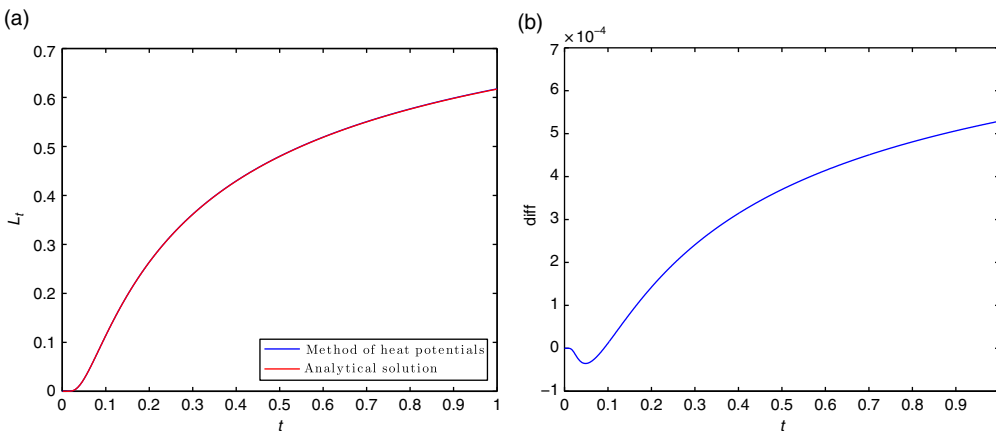 (a)
0.7
0.6
0.5
0.4
0.3
0.2
0.1
0
L_t
0 0.1 0.2 0.3 0.4 0.5 0.6 0.7 0.8 0.9 1
t
Method of heat potentials
Analytical solution
(b)
×10⁻⁴
7
6
5
4
3
2
1
0
−1
diff
0 0.1 0.2 0.3 0.4 0.5 0.6 0.7 0.8 0.9
t